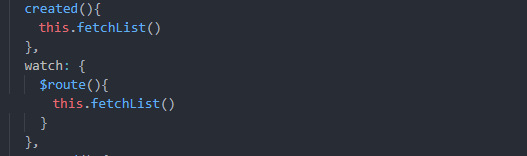 created(){
this.fetchList()
},
watch: {
$route(){
this.fetchList()
}
},